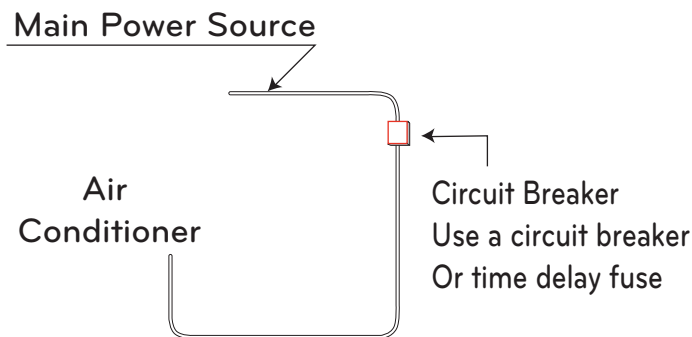 Main Power Source
Air
Conditioner
Circuit Breaker
Use a circuit breaker
Or time delay fuse